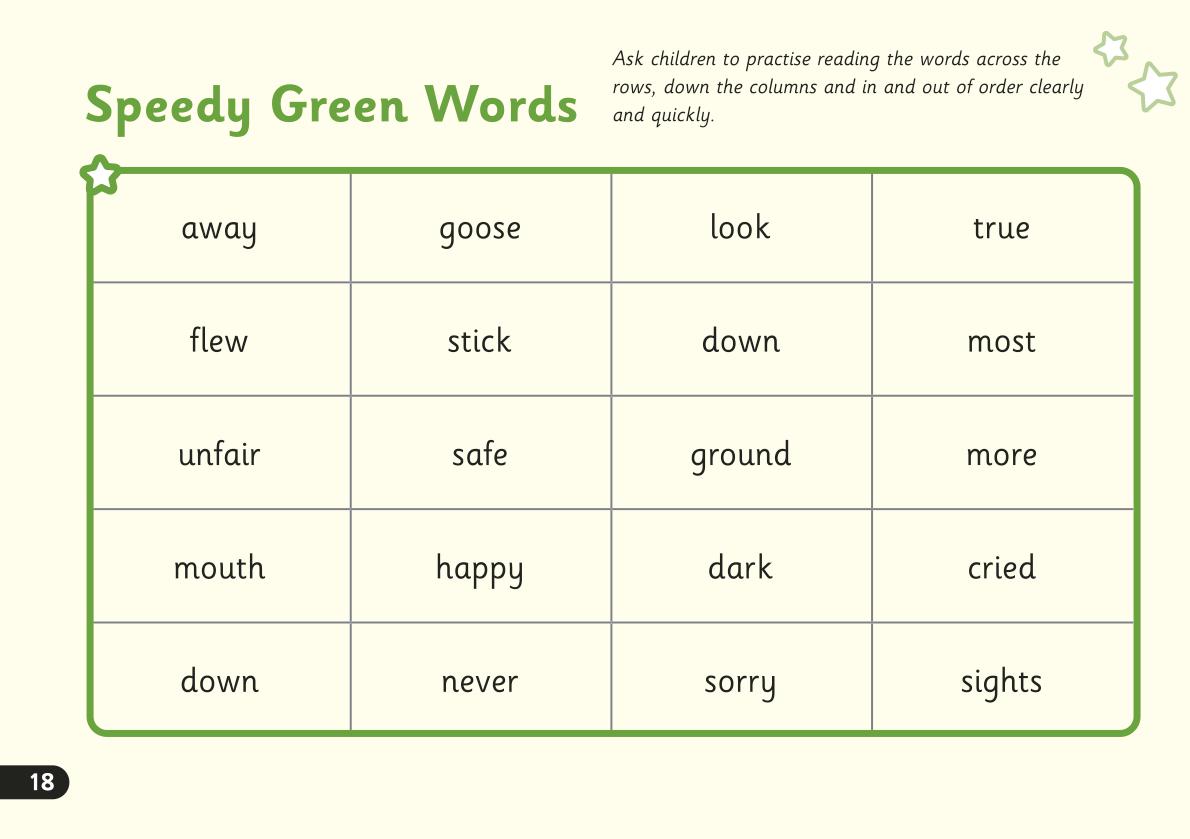 Speedy Green Words
Ask children to practise reading the words across the
rows, down the columns and in and out of order clearly
and quickly.
away goose look true
flew stick down most
unfair safe ground more
mouth happy dark cried
down never sorry sights
18